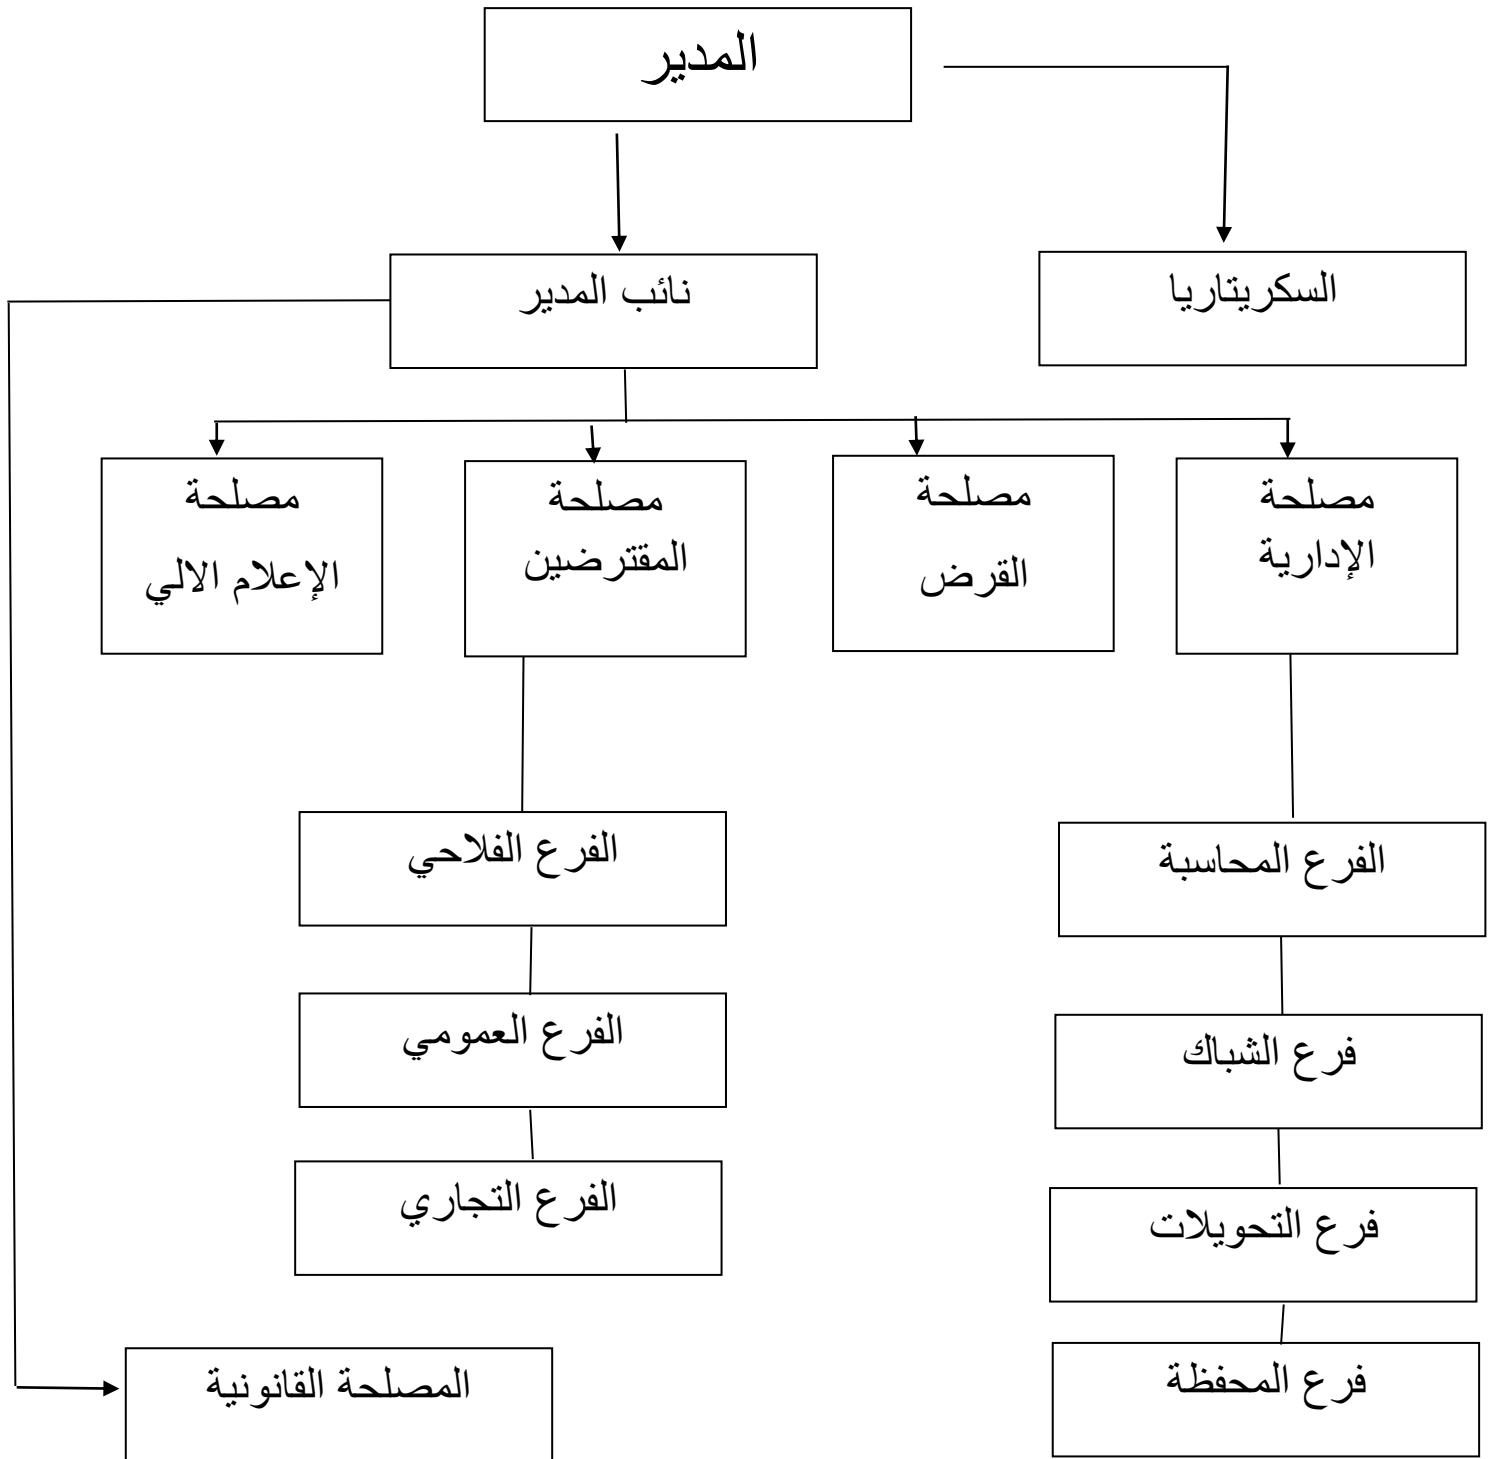 المدير
السكريتاريا
نائب المدير
مصلحة
الإدارية
مصلحة
القرض
مصلحة
المقترضين
مصلحة
الإعلام الالي
الفرع المحاسبة
الفرع الفلاحي
فرع الشباك
الفرع العمومي
فرع التحويلات
الفرع التجاري
فرع المحفظة
المصلحة القانونية